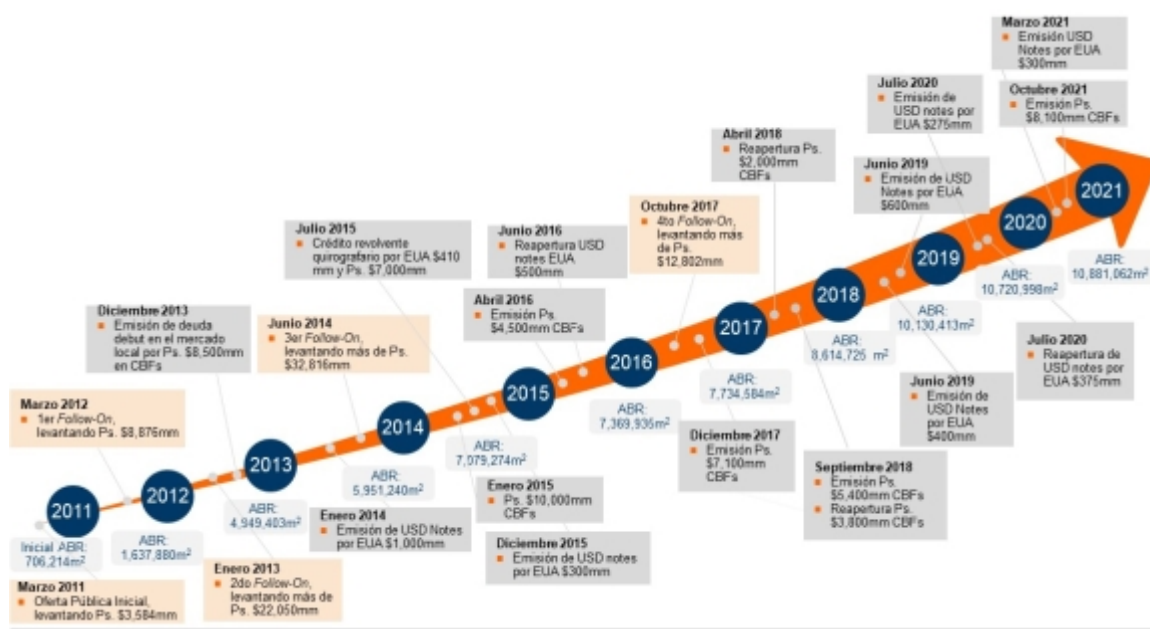 Marzo 2021
Emisión USD
Notes por EUA
$300mm
Julio 2020
Emisión de
USD notes por
EUA $275mm
Octubre 2021
Emisión Ps.
$8,100mm CBFs
Abril 2018
Reapertura Ps.
$2,000mm
CBFs
Junio 2019
Emisión de USD
Notes por EUA
$600mm
2021
Octubre 2017
4to Follow-On,
levantando más
de Ps.
$12,802mm
2020
Julio 2015
Crédito revolvente
quirografario por EUA $410
mm y Ps. $7,000mm
Junio 2016
Reapertura USD
notes EUA
$500mm
2019
ABR:
10,881,062m²
ABR:
10,720,998m²
2018
Abril 2016
Emisión Ps.
$4,500mm CBFs
Diciembre 2013
Emisión de deuda
debut en el mercado
local por Ps. $8,500mm
en CBFs
Junio 2014
3er Follow-On,
levantando más de Ps.
$32,816mm
2017
ABR:
10,130,413m²
ABR:
8,614,725 m²
Julio 2020
Reapertura de
USD notes por
EUA $375mm
2016
2015
ABR:
7,734,584m²
Junio 2019
Emisión de
USD Notes
por EUA
$400mm
Marzo 2012
1er Follow-On,
levantando Ps. $8,876mm
2014
ABR:
7,369,935m²
Diciembre 2017
Emisión Ps.
$7,100mm
CBFs
2013
ABR:
7,079,274m²
Septiembre 2018
Emisión Ps.
$5,400mm CBFs
Reapertura Ps.
$3,800mm CBFs
2012
ABR:
5,951,240m²
Enero 2015
Ps. $10,000mm
CBFs
2011
ABR:
4,949,403m²
Enero 2014
Emisión de USD Notes
por EUA $1,000mm
Inicial ABR:
706,214m²
ABR:
1,637,880m²
Diciembre 2015
Emisión de USD notes
por EUA $300mm
Enero 2013
2do Follow-On,
levantando más de
Ps. $22,050mm
Marzo 2011
Oferta Pública Inicial,
levantando Ps. $3,584mm